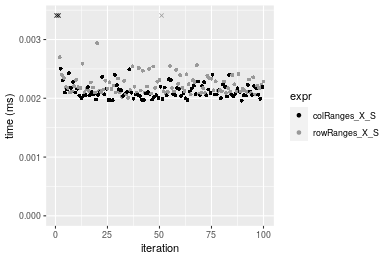 0.003
0.002
0.001
0.000
time (ms)
0
25
50
75
100
iteration
expr
colRanges_X_S
rowRanges_X_S